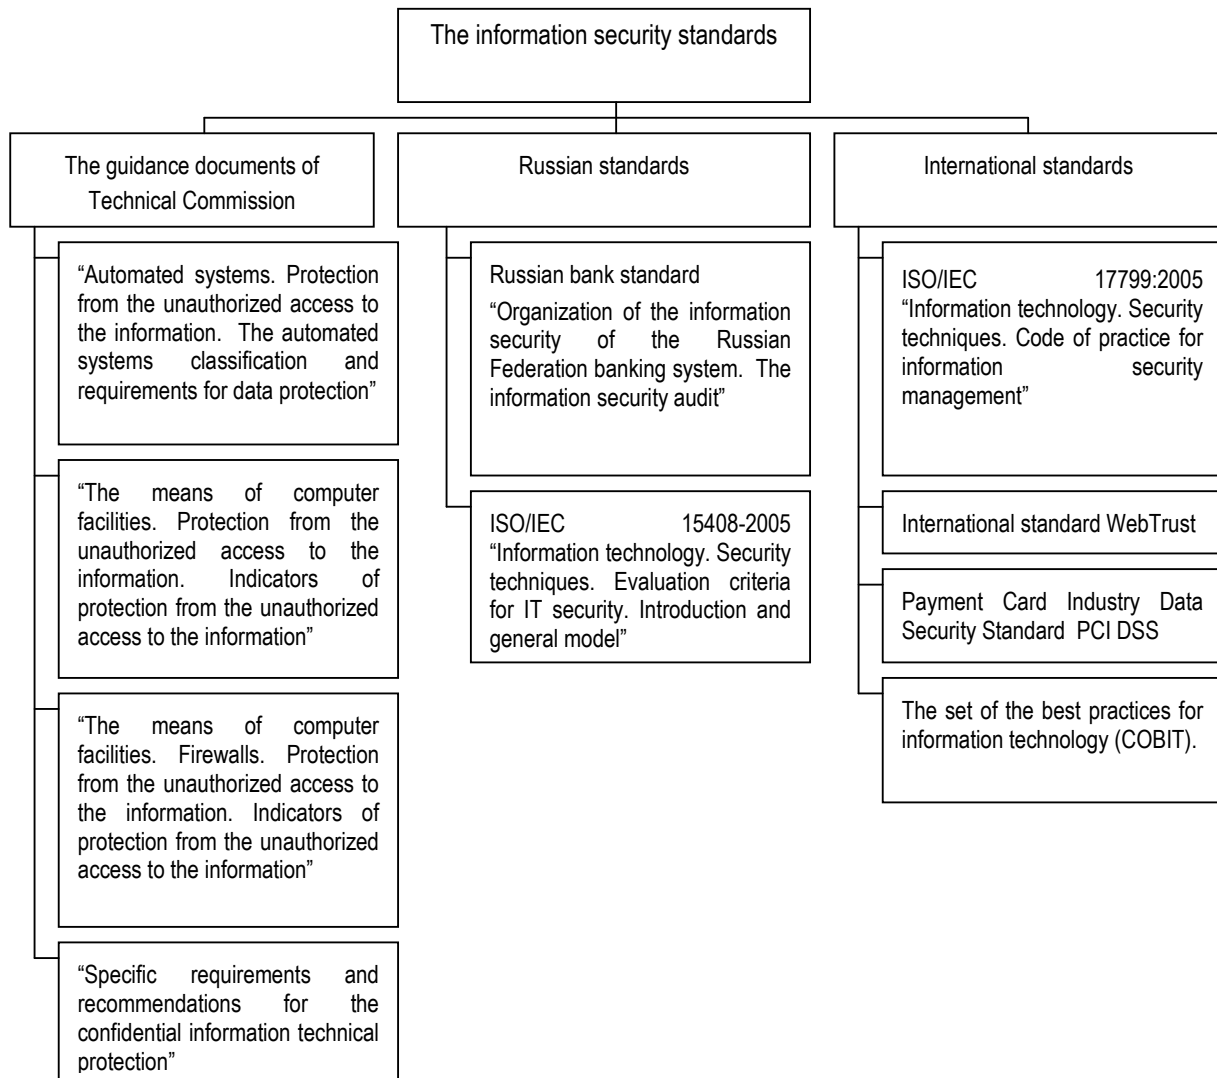 The information security standards
The guidance documents of
Technical Commission
“Automated systems. Protection
from the unauthorized access to
the information. The automated
systems classification and
requirements for data protection”
“The means of computer
facilities. Protection from the
unauthorized access to the
information. Indicators of
protection from the unauthorized
access to the information”
“The means of computer
facilities. Firewalls. Protection
from the unauthorized access to
the information. Indicators of
protection from the unauthorized
access to the information”
“Specific requirements and
recommendations for the
confidential information technical
protection”
Russian standards
Russian bank standard
“Organization of the information
security of the Russian
Federation banking system. The
information security audit”
ISO/IEC 15408-2005
“Information technology. Security
techniques. Evaluation criteria
for IT security. Introduction and
general model”
International standards
ISO/IEC 17799:2005
“Information technology. Security
techniques. Code of practice for
information security
management”
International standard WebTrust
Payment Card Industry Data
Security Standard PCI DSS
The set of the best practices for
information technology (COBIT).